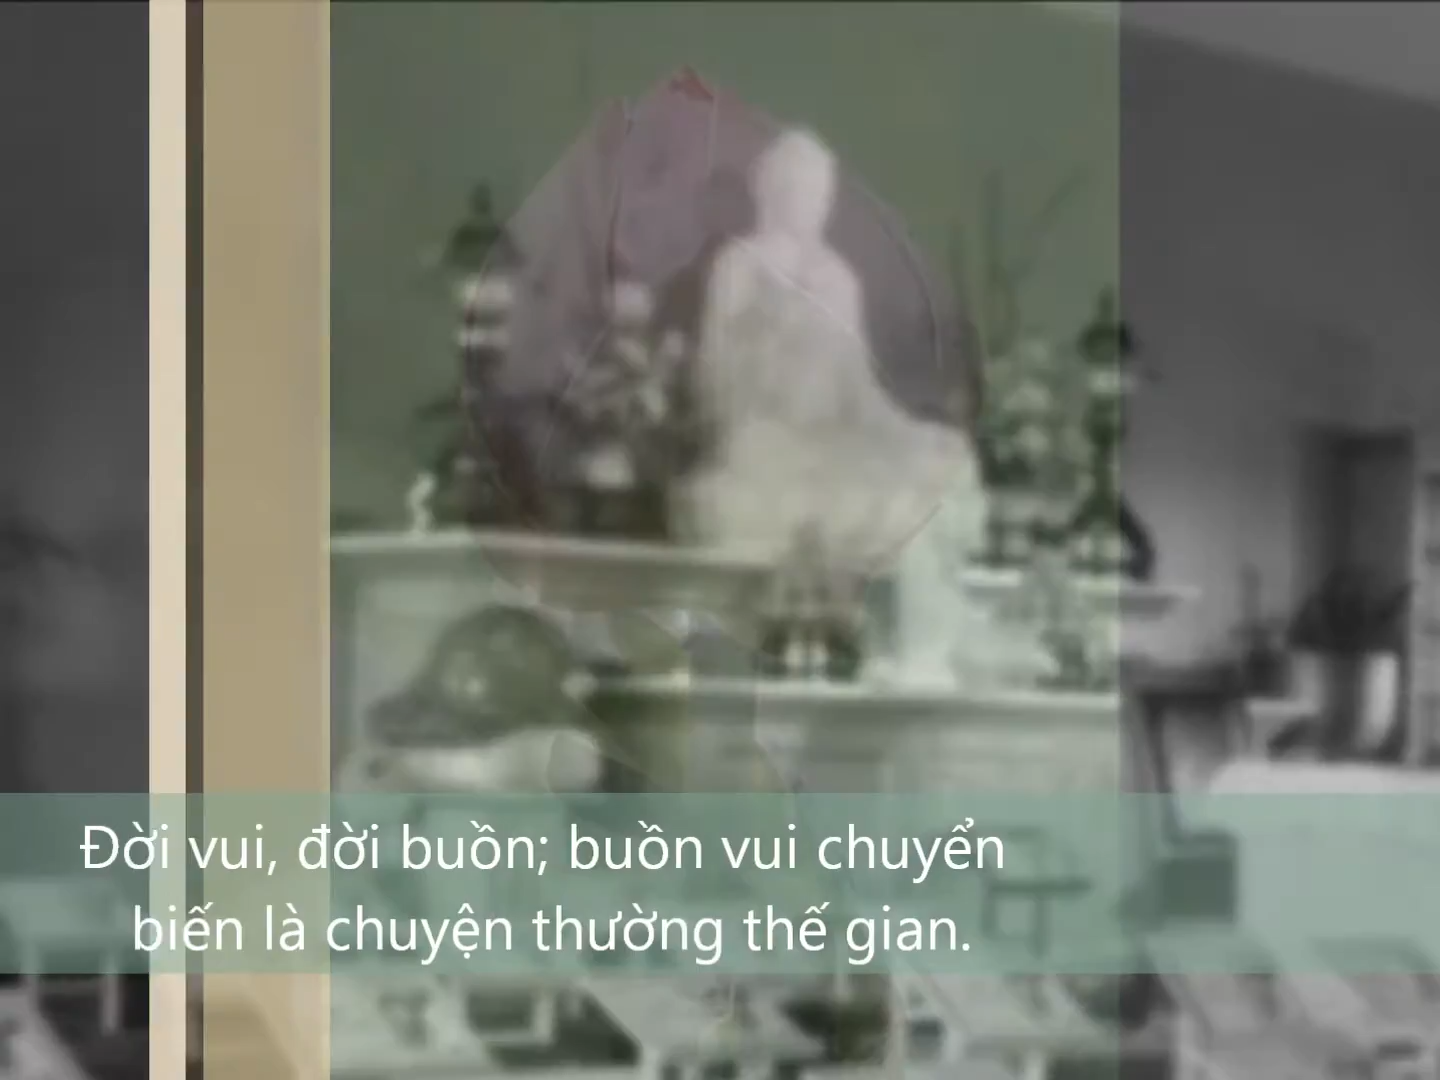 Đời vui, đời buồn; buồn vui chuyển
biến là chuyện thường thế gian.